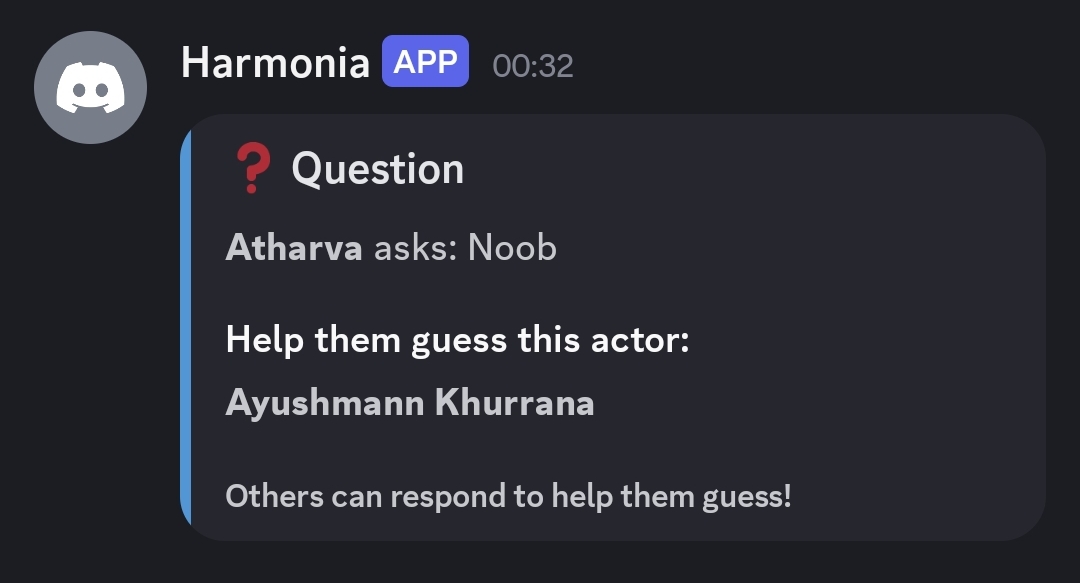 Harmonia APP 00:32
❓ Question
Atharva asks: Noob
Help them guess this actor:
Ayushmann Khurrana
Others can respond to help them guess!